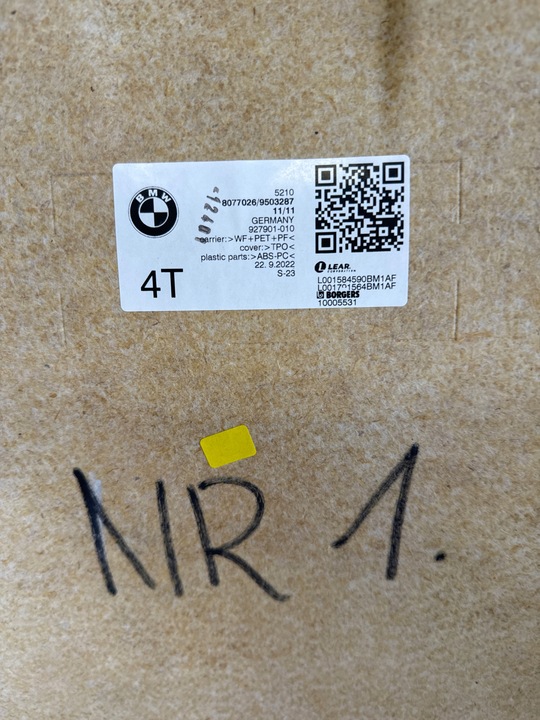 BMW
5210
8077026/9503287
11/11
GERMANY
927901-010
carrier:>WF+PET+PF<
cover:>TPO<
plastic parts:>ABS-PC<
22. 9.2022
S-23
4T
LEAR
CORPORATION
L001584590BM1AF
BORGERS
10005531
NR 1.